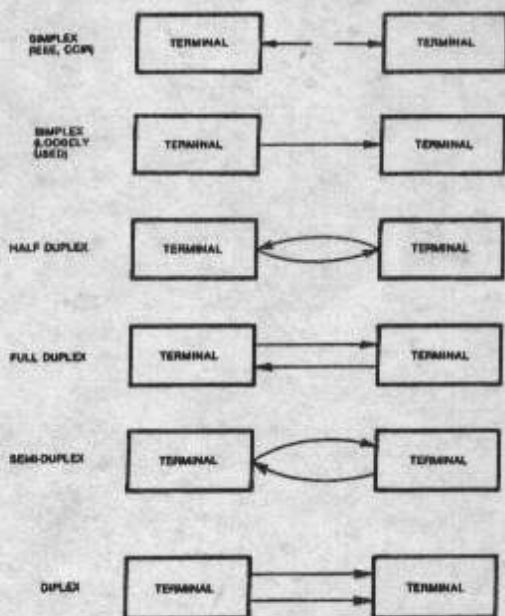 SIMPLEX
(IEEE, CCIR)
TERMINAL
TERMINAL
SIMPLEX
(LOOSELY
USED)
TERMINAL
TERMINAL
HALF DUPLEX
TERMINAL
TERMINAL
FULL DUPLEX
TERMINAL
TERMINAL
SEMI-DUPLEX
TERMINAL
TERMINAL
DIPLEX
TERMINAL
TERMINAL